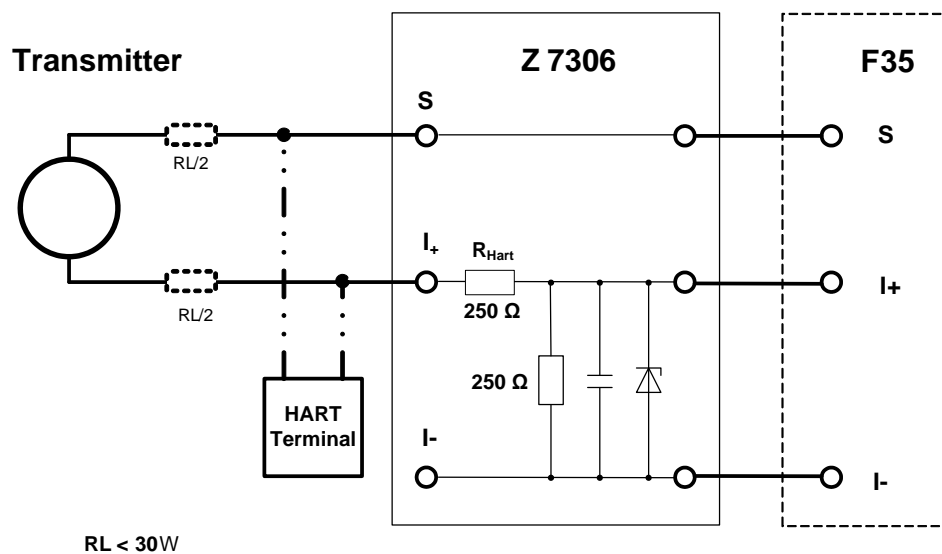 Transmitter
Z 7306
F35
S
S
RL/2
I+
RHart
I+
250 Ω
RL/2
250 Ω
HART
Terminal
I-
I-
RL < 30W